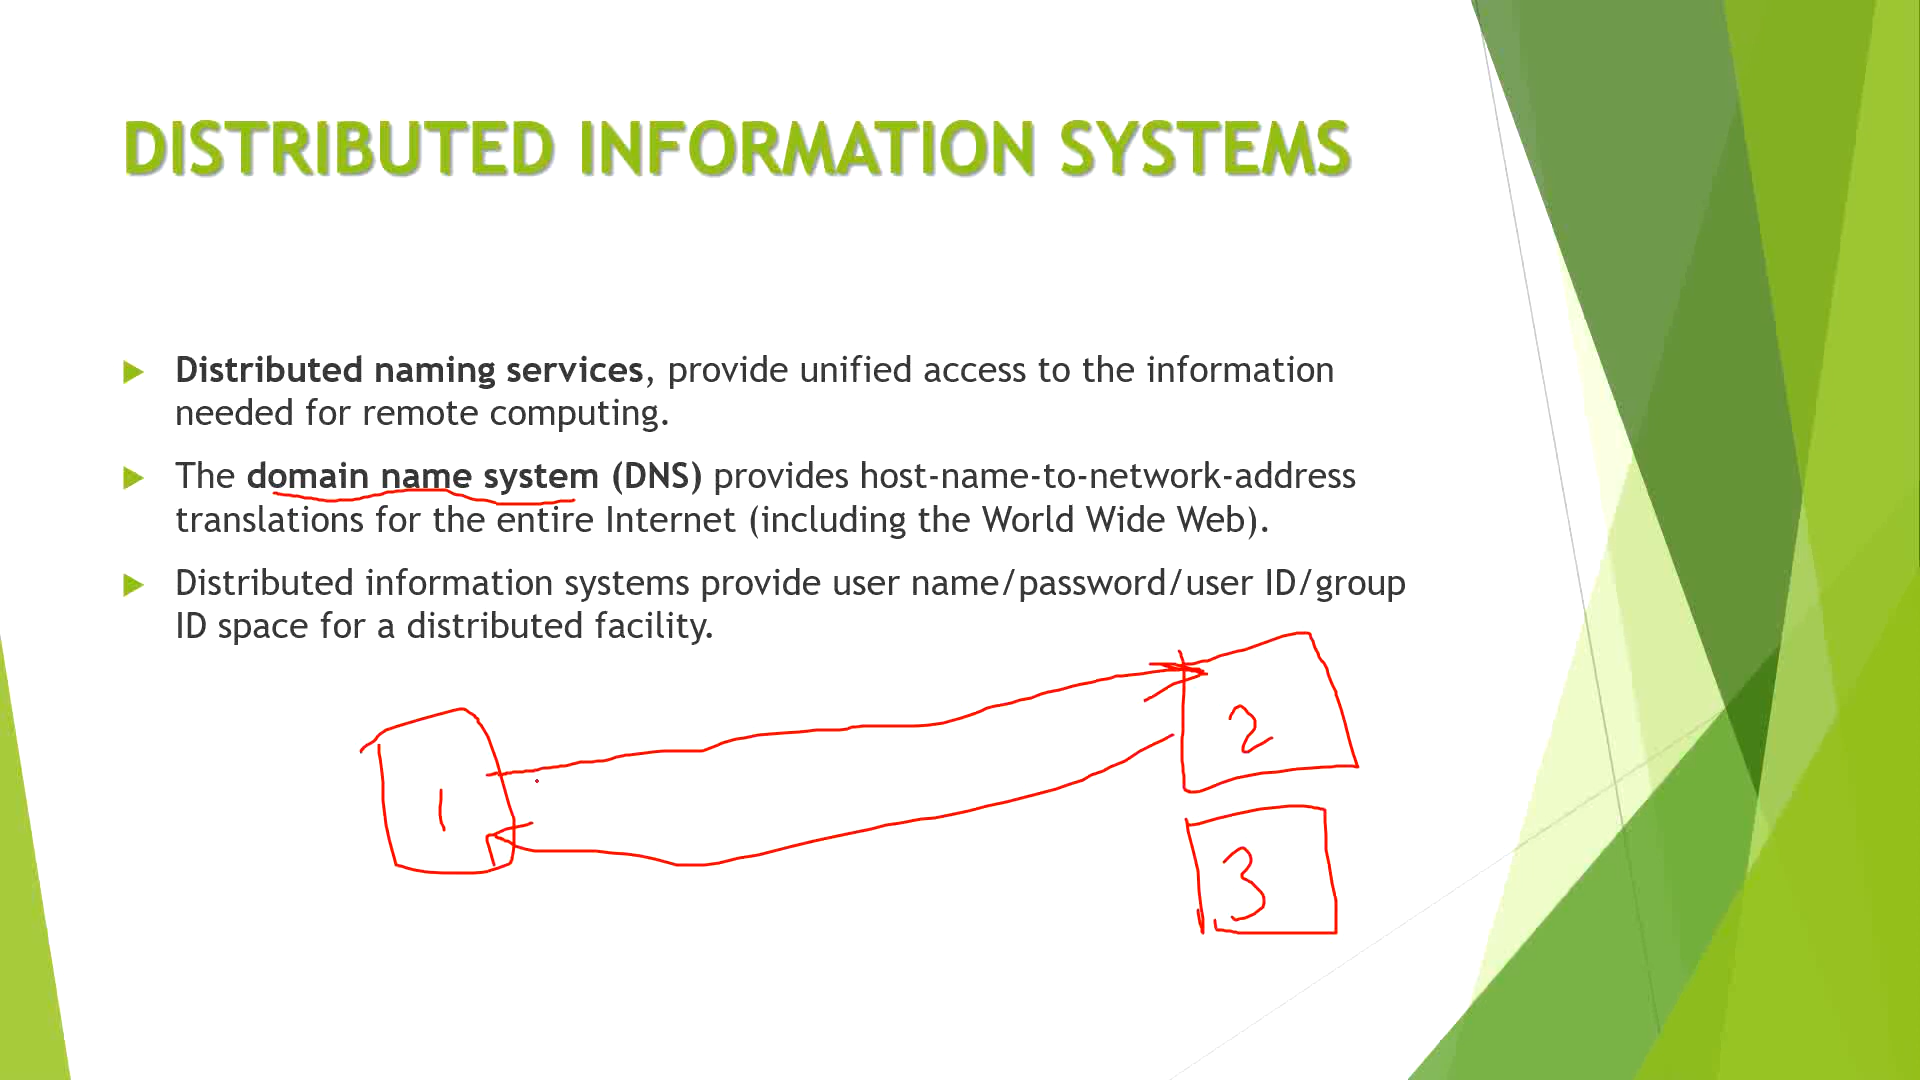 DISTRIBUTED INFORMATION SYSTEMS
Distributed naming services, provide unified access to the information
needed for remote computing.
The domain name system (DNS) provides host-name-to-network-address
translations for the entire Internet (including the World Wide Web).
Distributed information systems provide user name/password/user ID/group
ID space for a distributed facility.
1
2
3